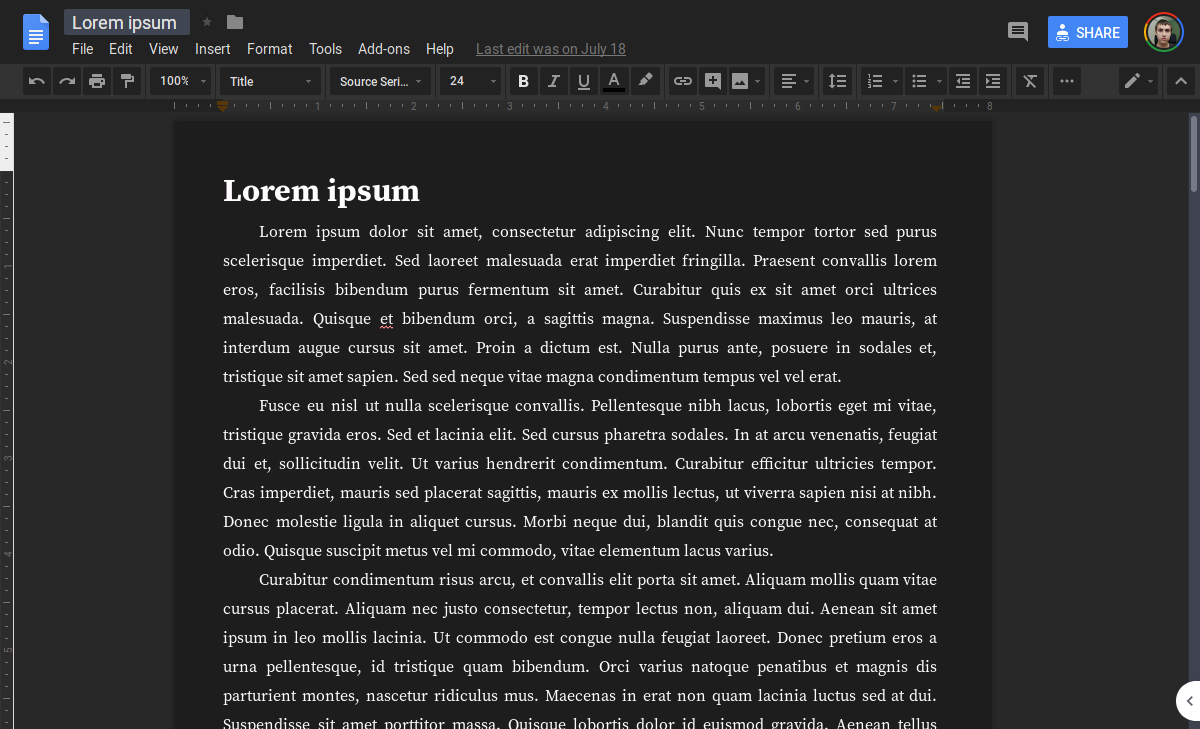 Lorem ipsum
File Edit View Insert Format Tools Add-ons Help Last edit was on July 18
SHARE
100% Title Source Seri... 24 B I U A
1 2 3 4 5 6 7 8
1
2
3
4
5
Lorem ipsum
Lorem ipsum dolor sit amet, consectetur adipiscing elit. Nunc tempor tortor sed purus
scelerisque imperdiet. Sed laoreet malesuada erat imperdiet fringilla. Praesent convallis lorem
eros, facilisis bibendum purus fermentum sit amet. Curabitur quis ex sit amet orci ultrices
malesuada. Quisque et bibendum orci, a sagittis magna. Suspendisse maximus leo mauris, at
interdum augue cursus sit amet. Proin a dictum est. Nulla purus ante, posuere in sodales et,
tristique sit amet sapien. Sed sed neque vitae magna condimentum tempus vel vel erat.
Fusce eu nisl ut nulla scelerisque convallis. Pellentesque nibh lacus, lobortis eget mi vitae,
tristique gravida eros. Sed et lacinia elit. Sed cursus pharetra sodales. In at arcu venenatis, feugiat
dui et, sollicitudin velit. Ut varius hendrerit condimentum. Curabitur efficitur ultricies tempor.
Cras imperdiet, mauris sed placerat sagittis, mauris ex mollis lectus, ut viverra sapien nisi at nibh.
Donec molestie ligula in aliquet cursus. Morbi neque dui, blandit quis congue nec, consequat at
odio. Quisque suscipit metus vel mi commodo, vitae elementum lacus varius.
Curabitur condimentum risus arcu, et convallis elit porta sit amet. Aliquam mollis quam vitae
cursus placerat. Aliquam nec justo consectetur, tempor lectus non, aliquam dui. Aenean sit amet
ipsum in leo mollis lacinia. Ut commodo est congue nulla feugiat laoreet. Donec pretium eros a
urna pellentesque, id tristique quam bibendum. Orci varius natoque penatibus et magnis dis
parturient montes, nascetur ridiculus mus. Maecenas in erat non quam lacinia luctus sed at dui.
Suspendisse sit amet porttitor massa. Quisque lobortis dolor id euismod gravida. Aenean tellus